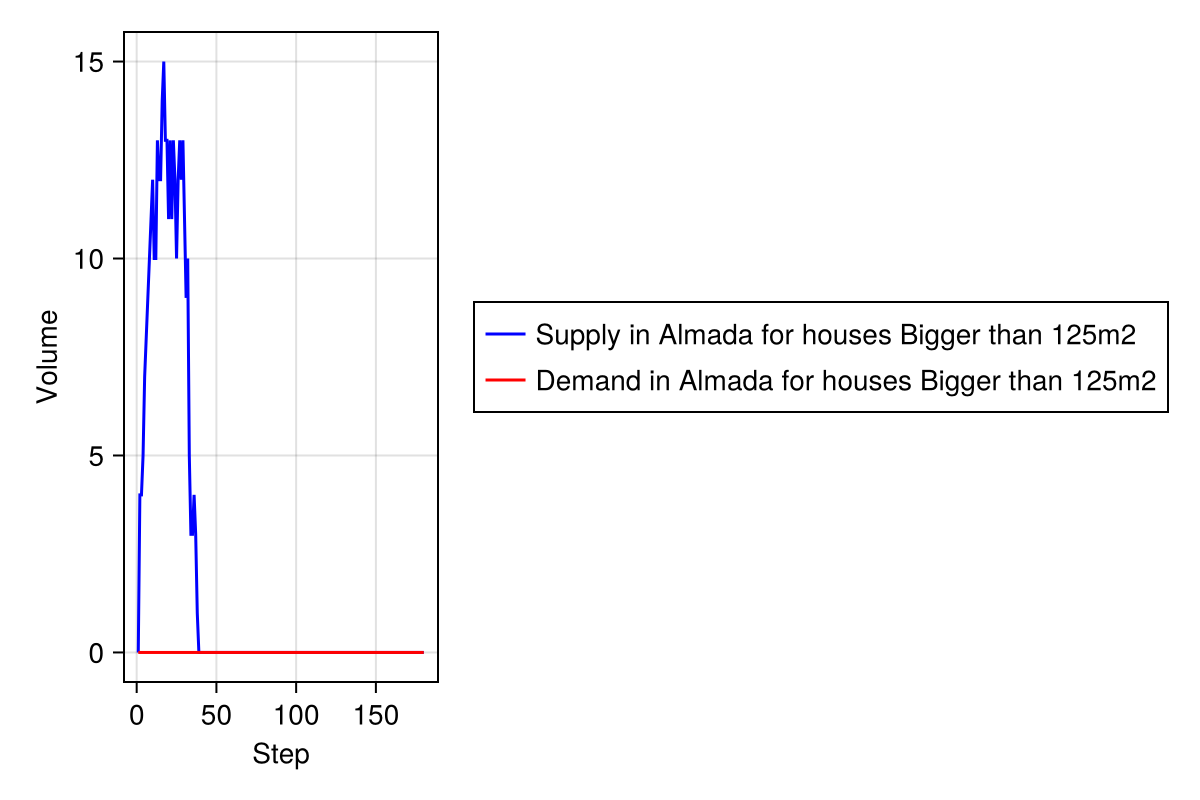 15
10
5
0
Volume
0 50 100 150
Step
Supply in Almada for houses Bigger than 125m2
Demand in Almada for houses Bigger than 125m2